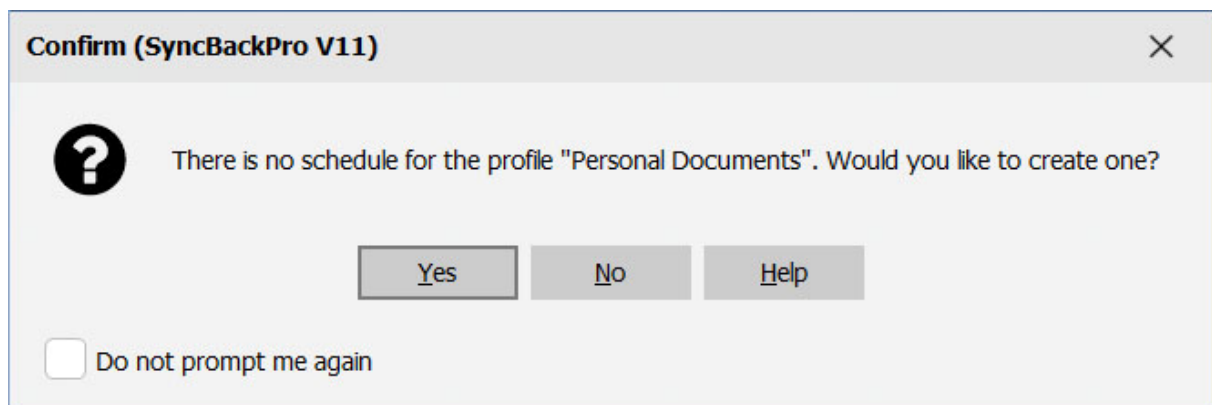 Confirm (SyncBackPro V11)
There is no schedule for the profile "Personal Documents". Would you like to create one?
Yes
No
Help
Do not prompt me again